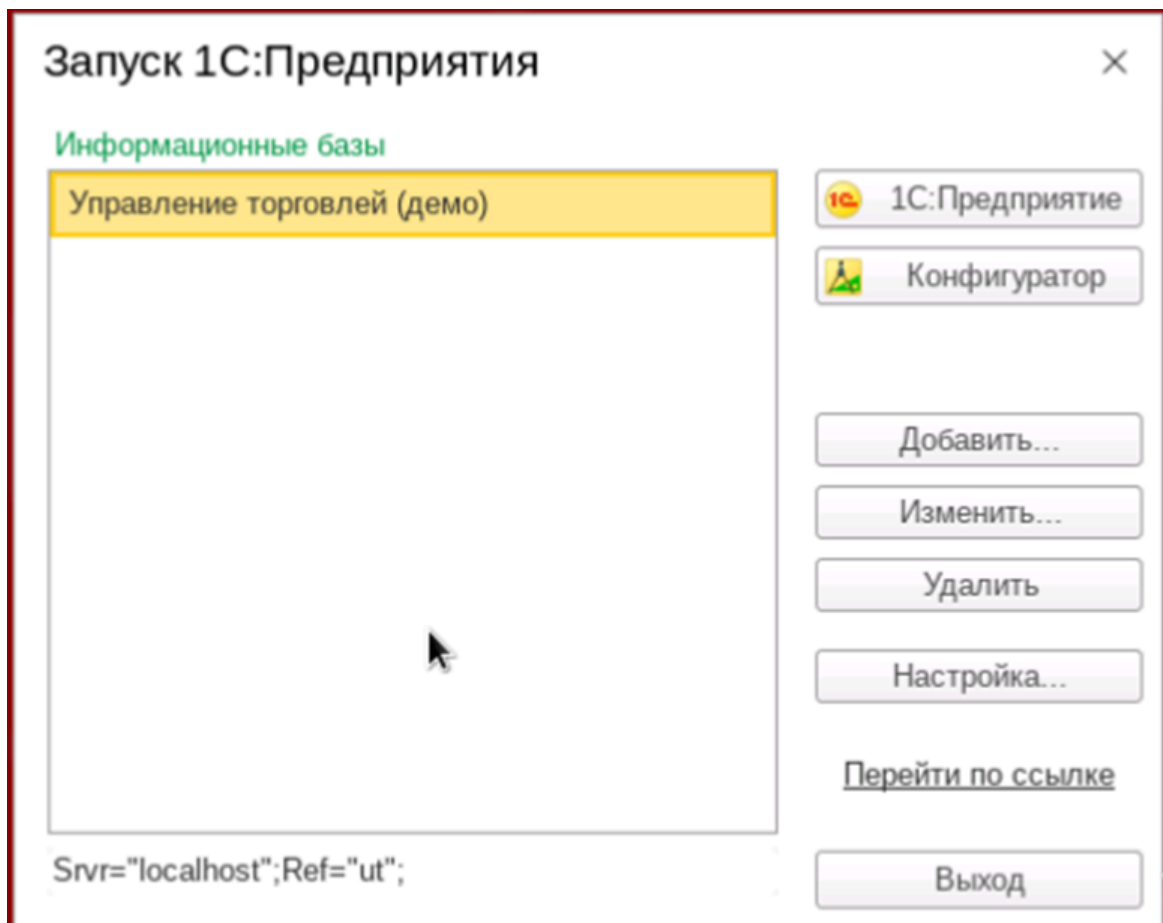 Запуск 1С:Предприятия
Информационные базы
Управление торговлей (демо)
1С:Предприятие
Конфигуратор
Добавить...
Изменить...
Удалить
Настройка...
Перейти по ссылке
Srvr="localhost";Ref="ut";
Выход